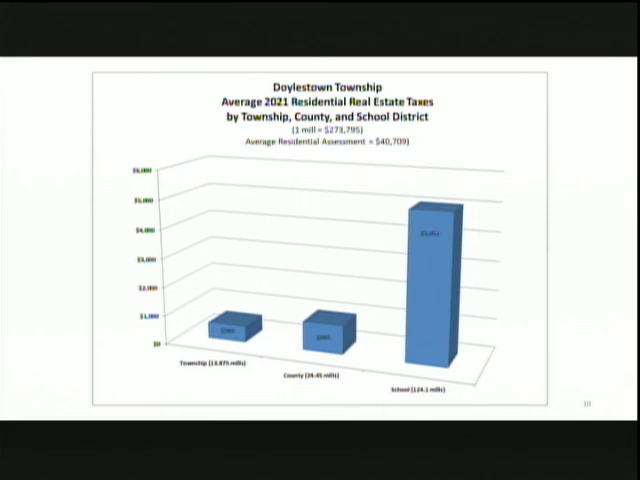 Doylestown Township
Average 2021 Residential Real Estate Taxes
by Township, County, and School District
(1 mill = $273,795)
Average Residential Assessment = $40,709)
$6,000
$5,000
$4,000
$3,000
$2,000
$1,000
$0
Township (13.875 mills)
County (24.45 mills)
School (124.1 mills)
10